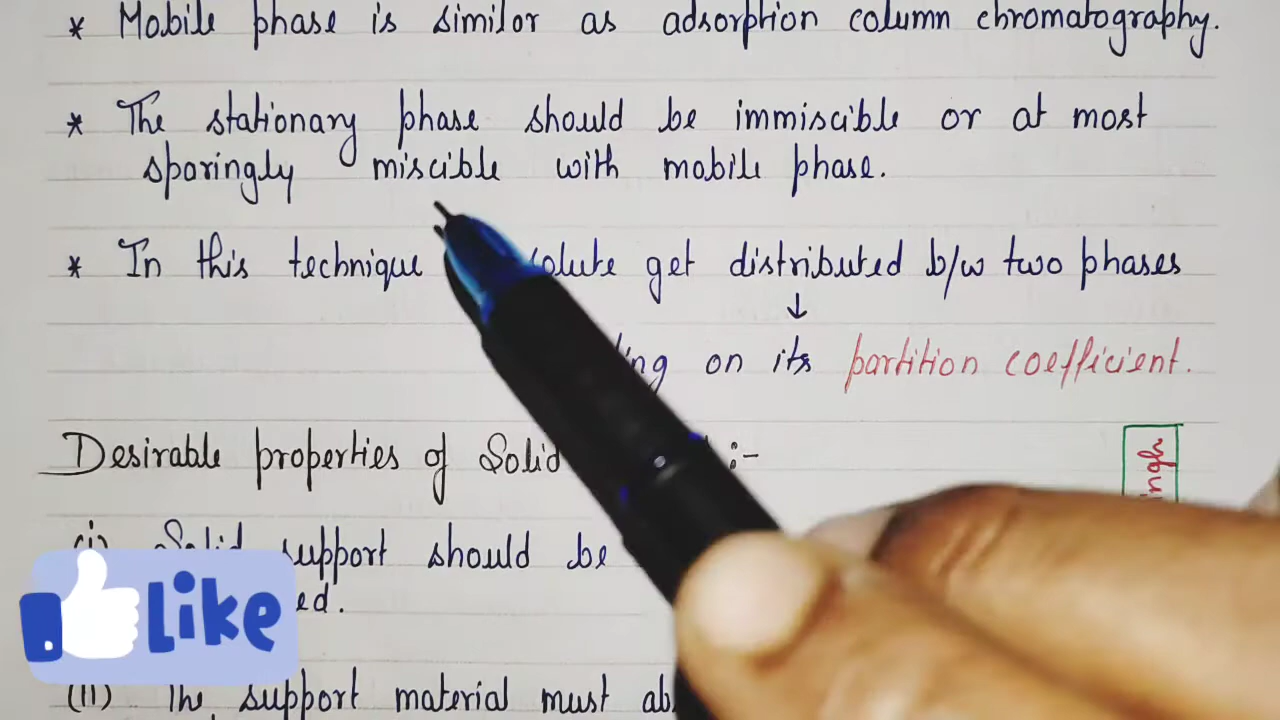 * Mobile phase is similar as adsorption column chromatography.
* The stationary phase should be immiscible or at most
sparingly miscible with mobile phase.
* In this technique solute get distributed b/w two phases
↓
on its partition coefficient.
Desirable properties of Solid :-
(i) Solid support should be
(II) The support material must
Like